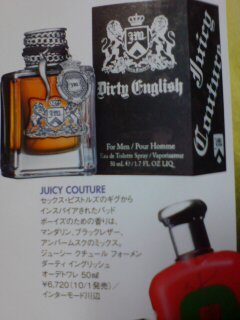 Dirty English
For Men / Pour Homme
Eau de Toilette Spray / Vaporisateur
50 mL ℮ / 1.7 FL OZ LIQ.
Juicy Couture
JUICY COUTURE
セックス・ピストルズのギグから
インスパイアされたバッド
ボーイズのための香りは、
マンダリン、ブラックレザー、
アンバームスクのミックス。
ジューシー クチュール フォーメン
ダーティ イングリッシュ
オーデトワレ 50㎖
¥6,720(10/1発売)/
インターモード川辺